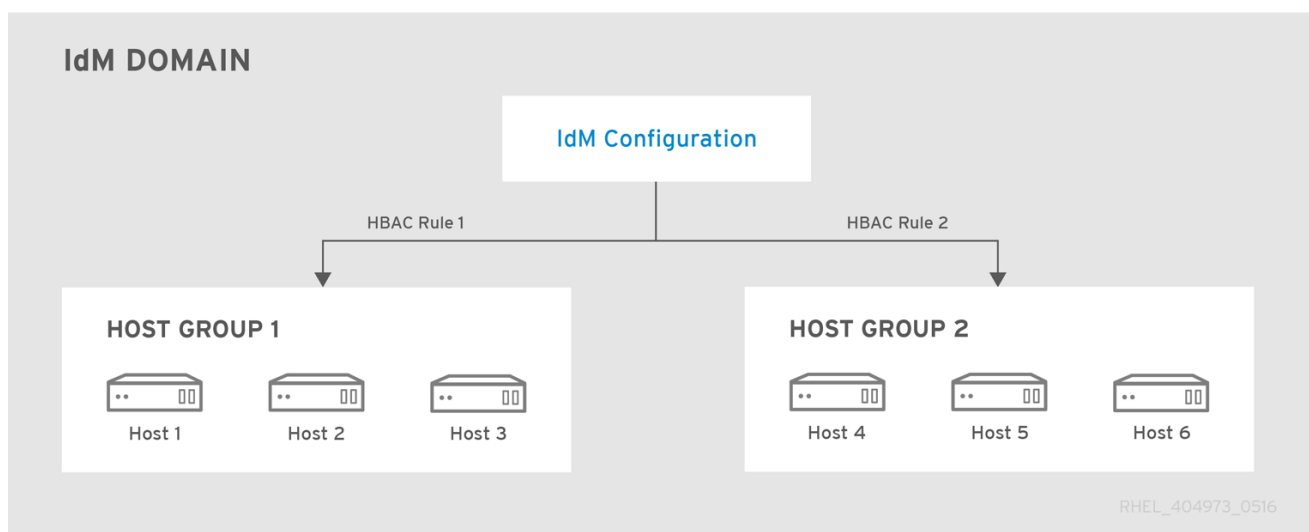 IdM DOMAIN
IdM Configuration
HBAC Rule 1
HBAC Rule 2
HOST GROUP 1
Host 1
Host 2
Host 3
HOST GROUP 2
Host 4
Host 5
Host 6
RHEL_404973_0516